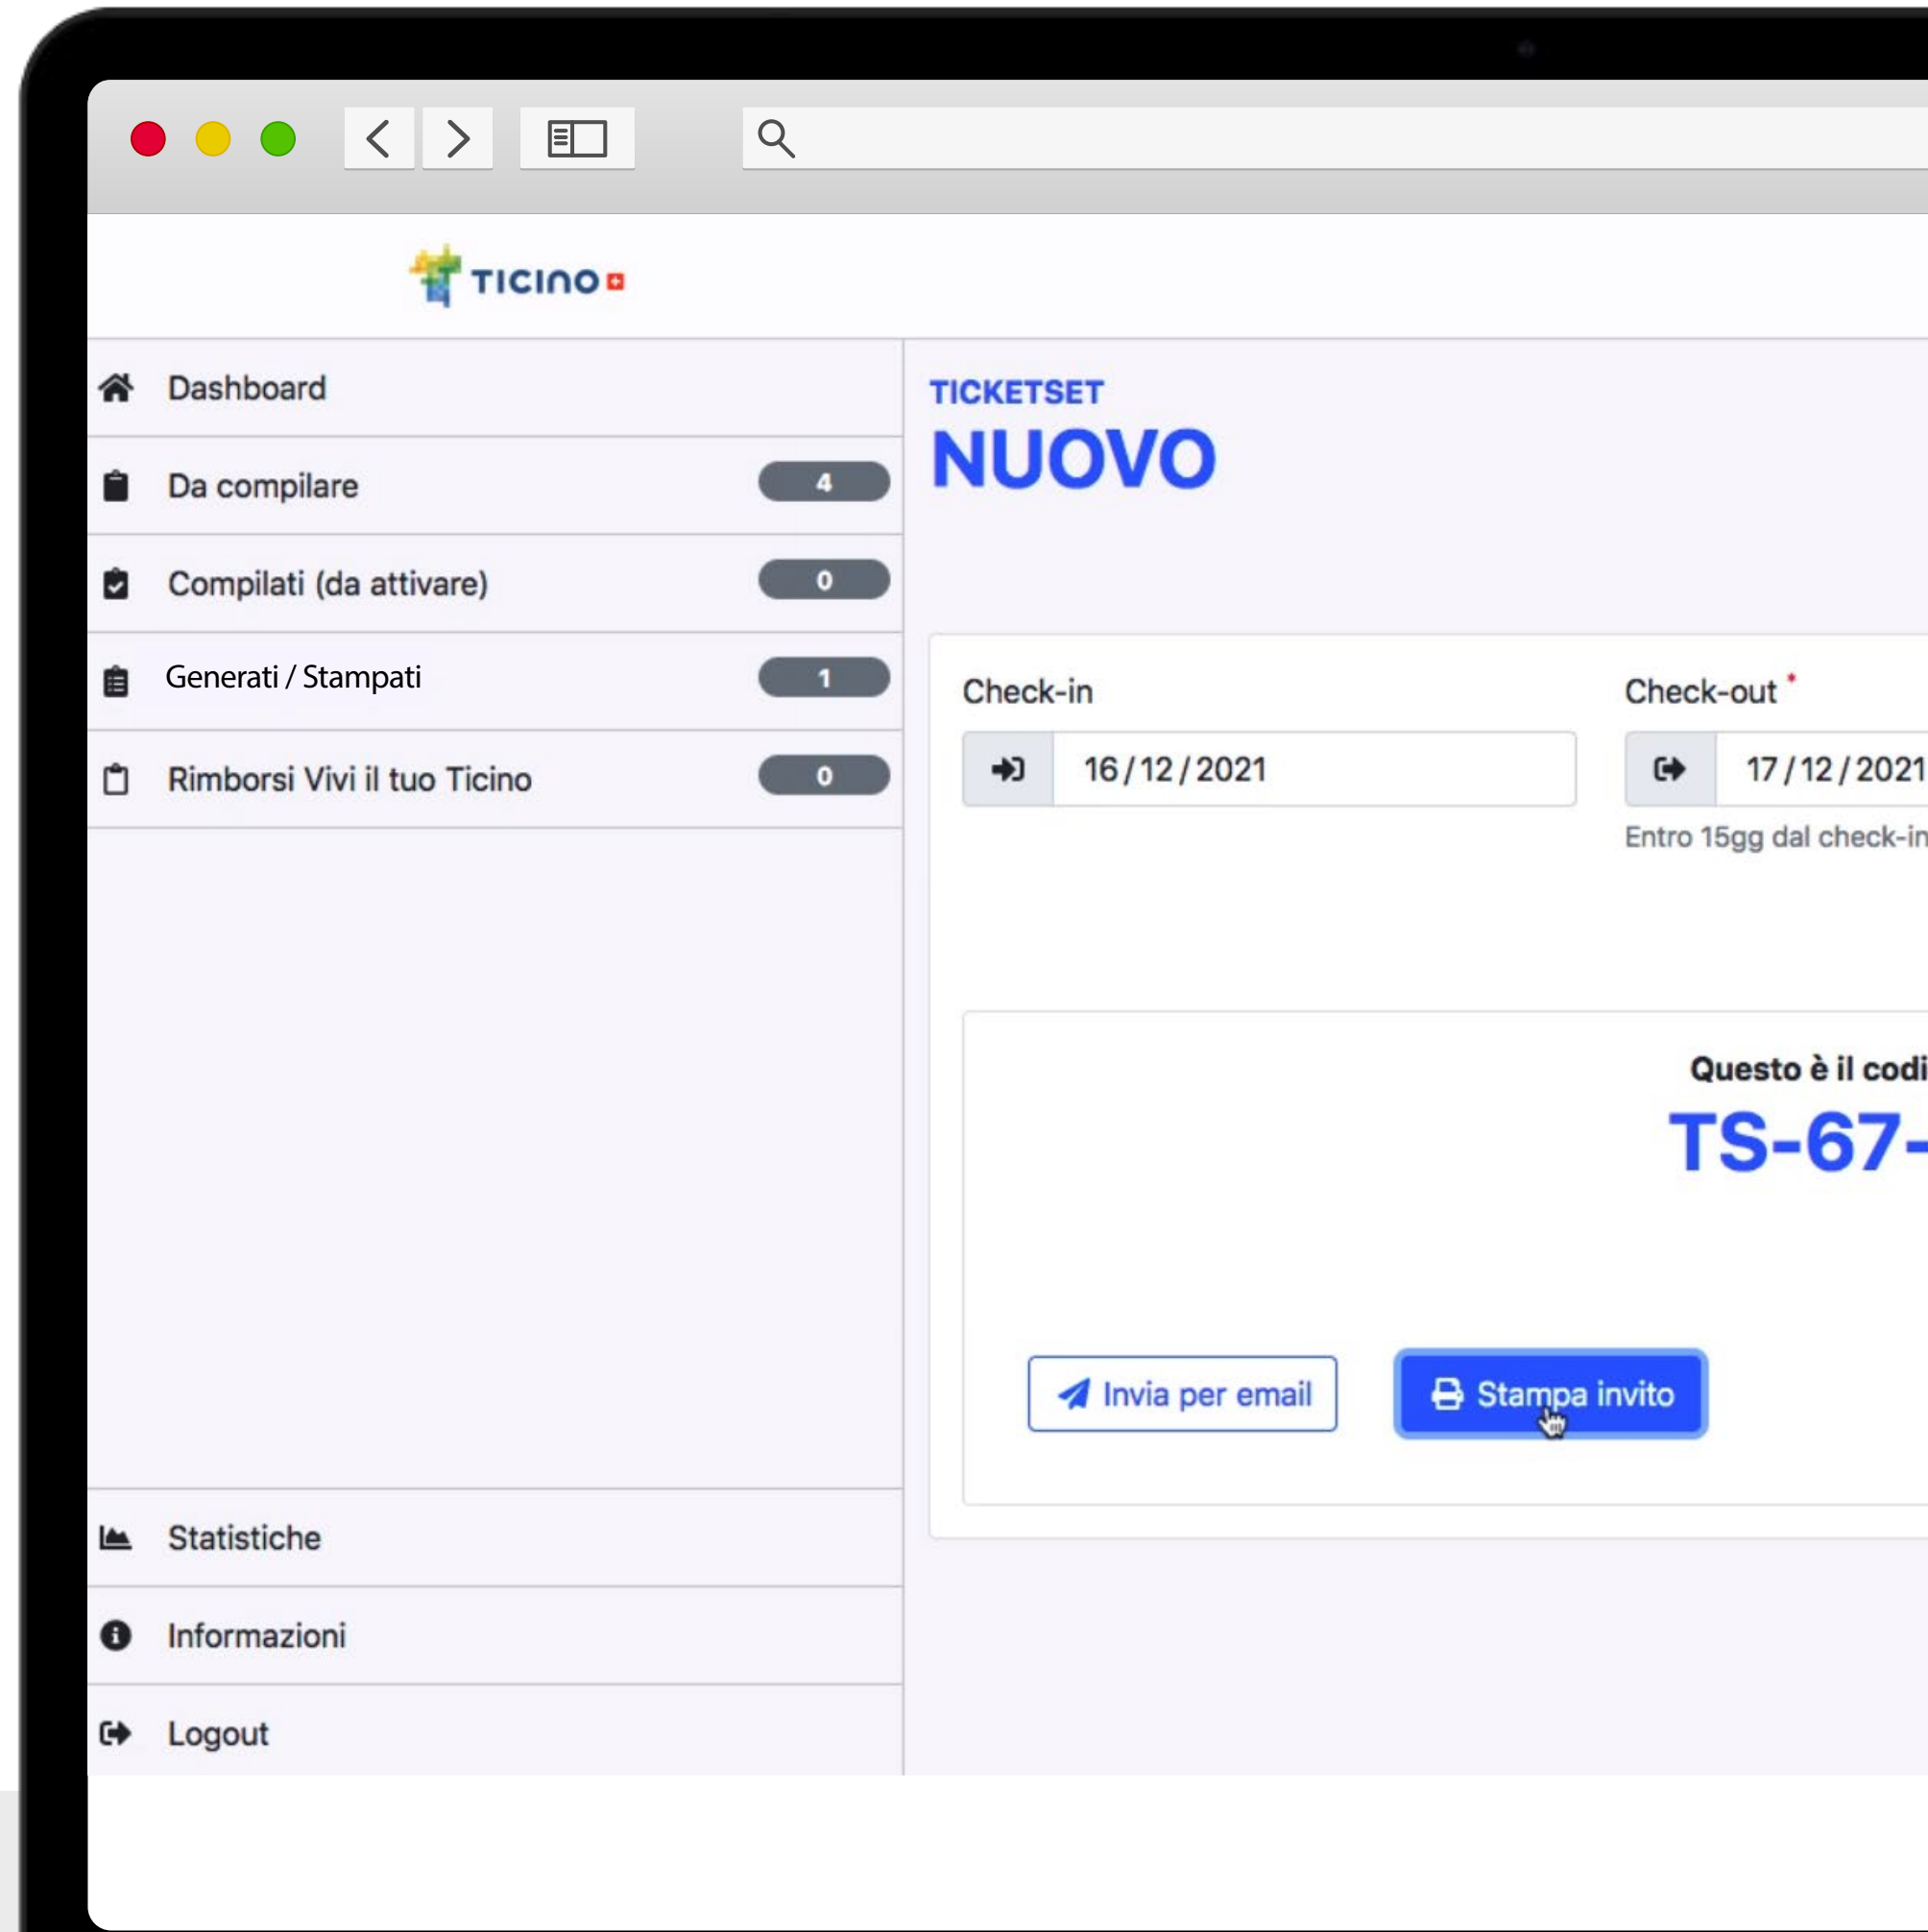 TICINO
Dashboard
Da compilare 4
Compilati (da attivare) 0
Generati / Stampati 1
Rimborsi Vivi il tuo Ticino 0
Statistiche
Informazioni
Logout
TICKETSET
NUOVO
Check-in
16/12/2021
Check-out *
17/12/2021
Entro 15gg dal check-in
Questo è il codi
TS-67-
Invia per email
Stampa invito